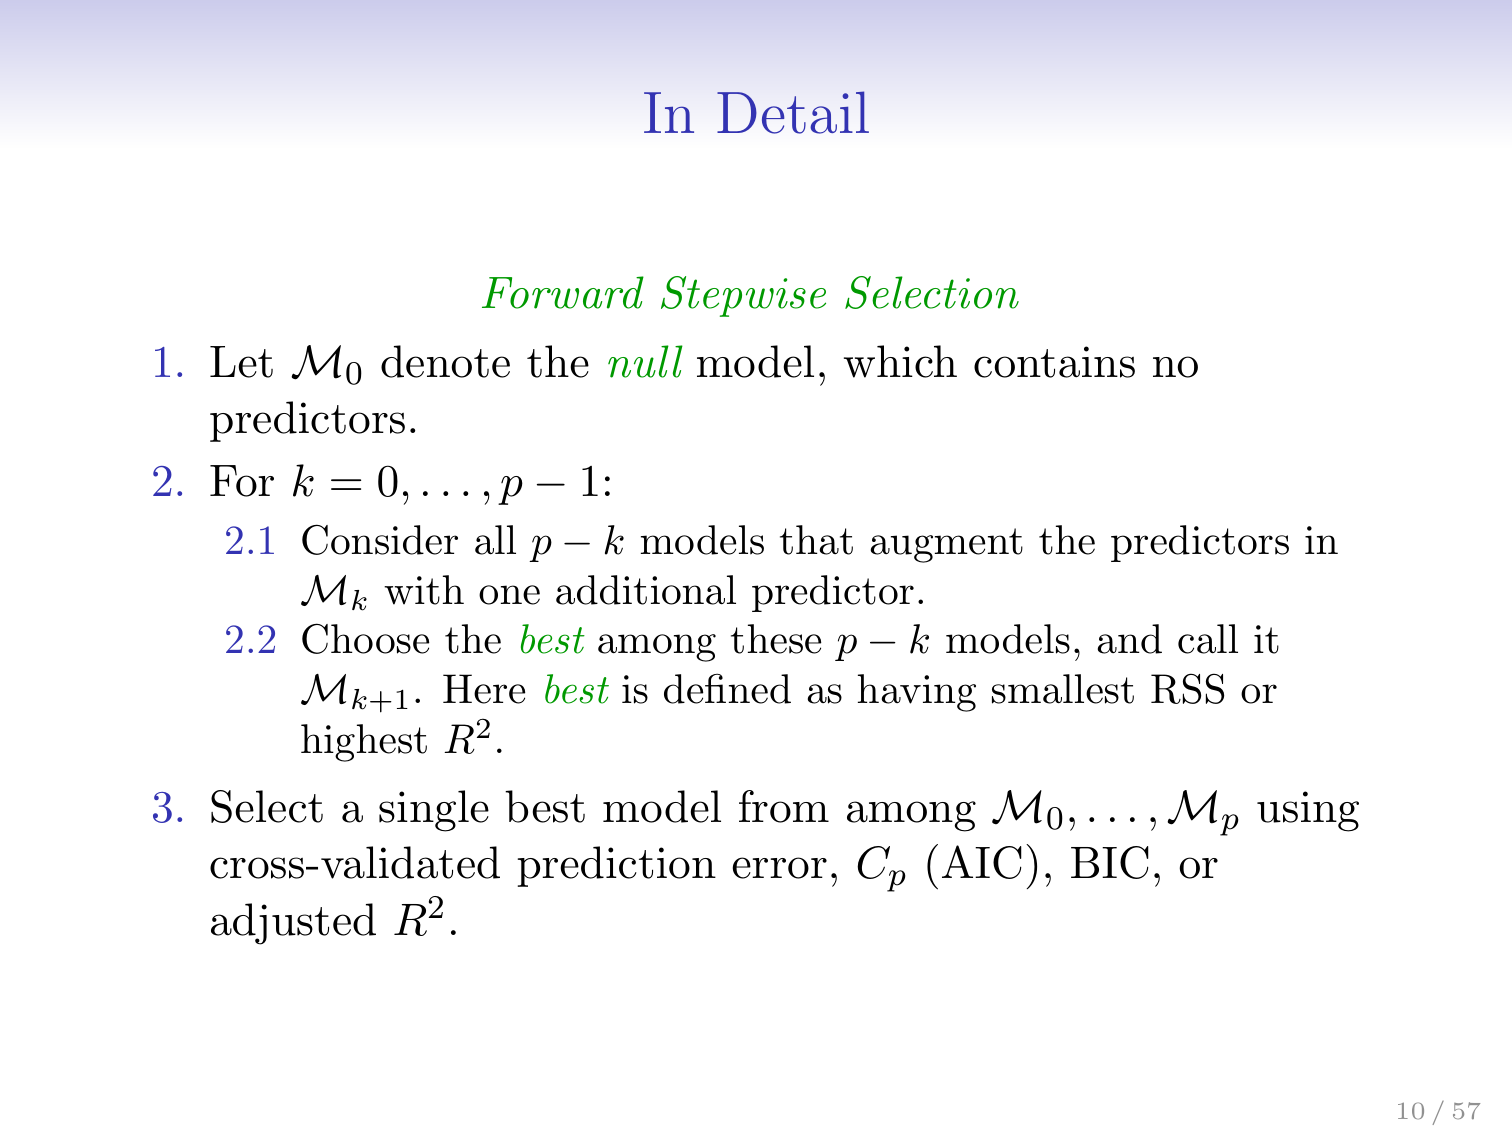 In Detail
Forward Stepwise Selection
1. Let 𝓜₀ denote the null model, which contains no
predictors.
2. For k = 0, . . . , p − 1:
2.1 Consider all p − k models that augment the predictors in
𝓜ₖ with one additional predictor.
2.2 Choose the best among these p − k models, and call it
𝓜ₖ₊₁. Here best is defined as having smallest RSS or
highest R².
3. Select a single best model from among 𝓜₀, . . . , 𝓜ₚ using
cross-validated prediction error, Cₚ (AIC), BIC, or
adjusted R².
10 / 57